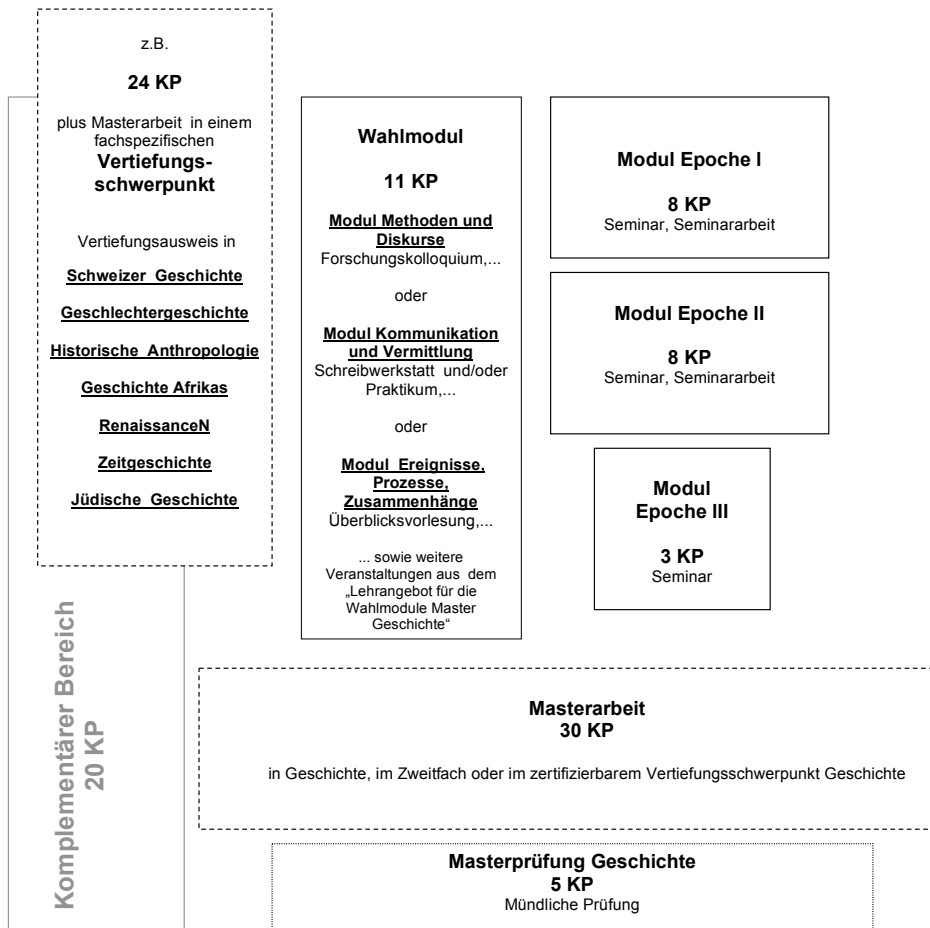 z.B.
24 KP
plus Masterarbeit in einem
fachspezifischen
Vertiefungs-
schwerpunkt
Vertiefungsausweis in
Schweizer Geschichte
Geschlechtergeschichte
Historische Anthropologie
Geschichte Afrikas
RenaissanceN
Zeitgeschichte
Jüdische Geschichte
Komplementärer Bereich
20 KP
Wahlmodul
11 KP
Modul Methoden und
Diskurse
Forschungskolloquium,...
oder
Modul Kommunikation
und Vermittlung
Schreibwerkstatt und/oder
Praktikum,...
oder
Modul Ereignisse,
Prozesse,
Zusammenhänge
Überblicksvorlesung,...
... sowie weitere
Veranstaltungen aus dem
„Lehrangebot für die
Wahlmodule Master
Geschichte“
Modul Epoche I
8 KP
Seminar, Seminararbeit
Modul Epoche II
8 KP
Seminar, Seminararbeit
Modul
Epoche III
3 KP
Seminar
Masterarbeit
30 KP
in Geschichte, im Zweitfach oder im zertifizierbarem Vertiefungsschwerpunkt Geschichte
Masterprüfung Geschichte
5 KP
Mündliche Prüfung